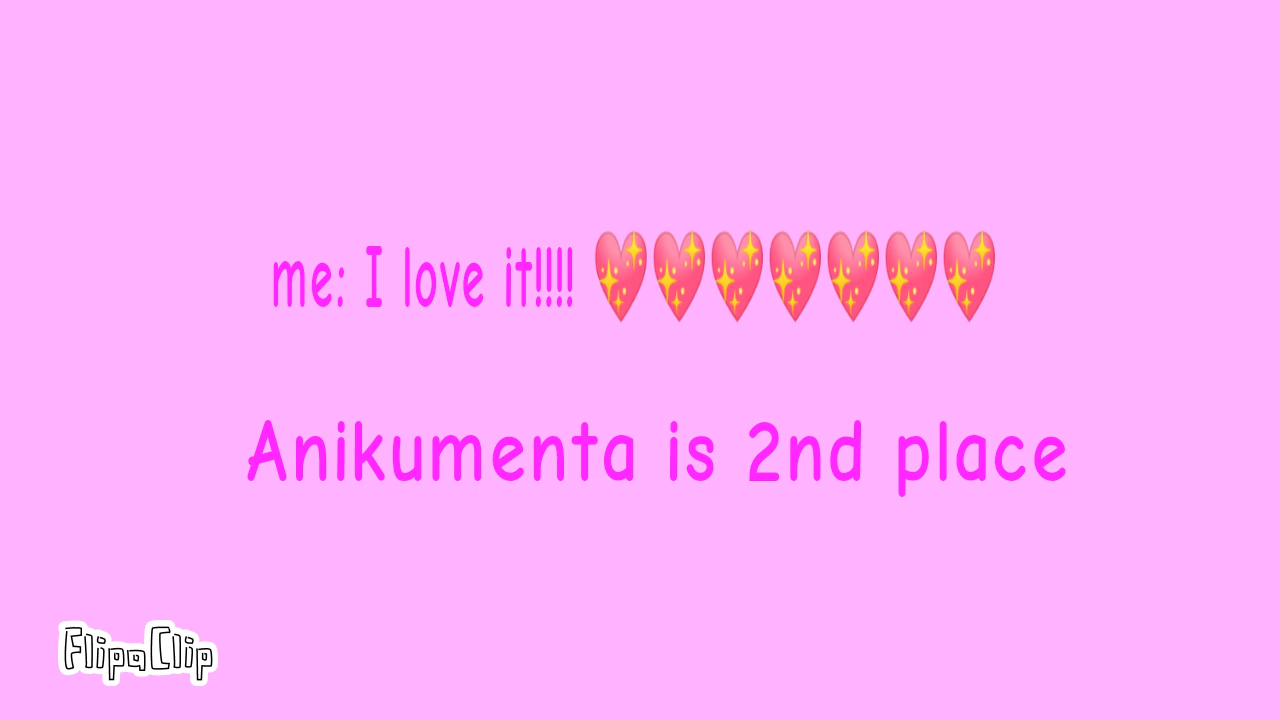 me: I love it!!!! 💖💖💖💖💖💖💖
Anikumenta is 2nd place
FlipaClip